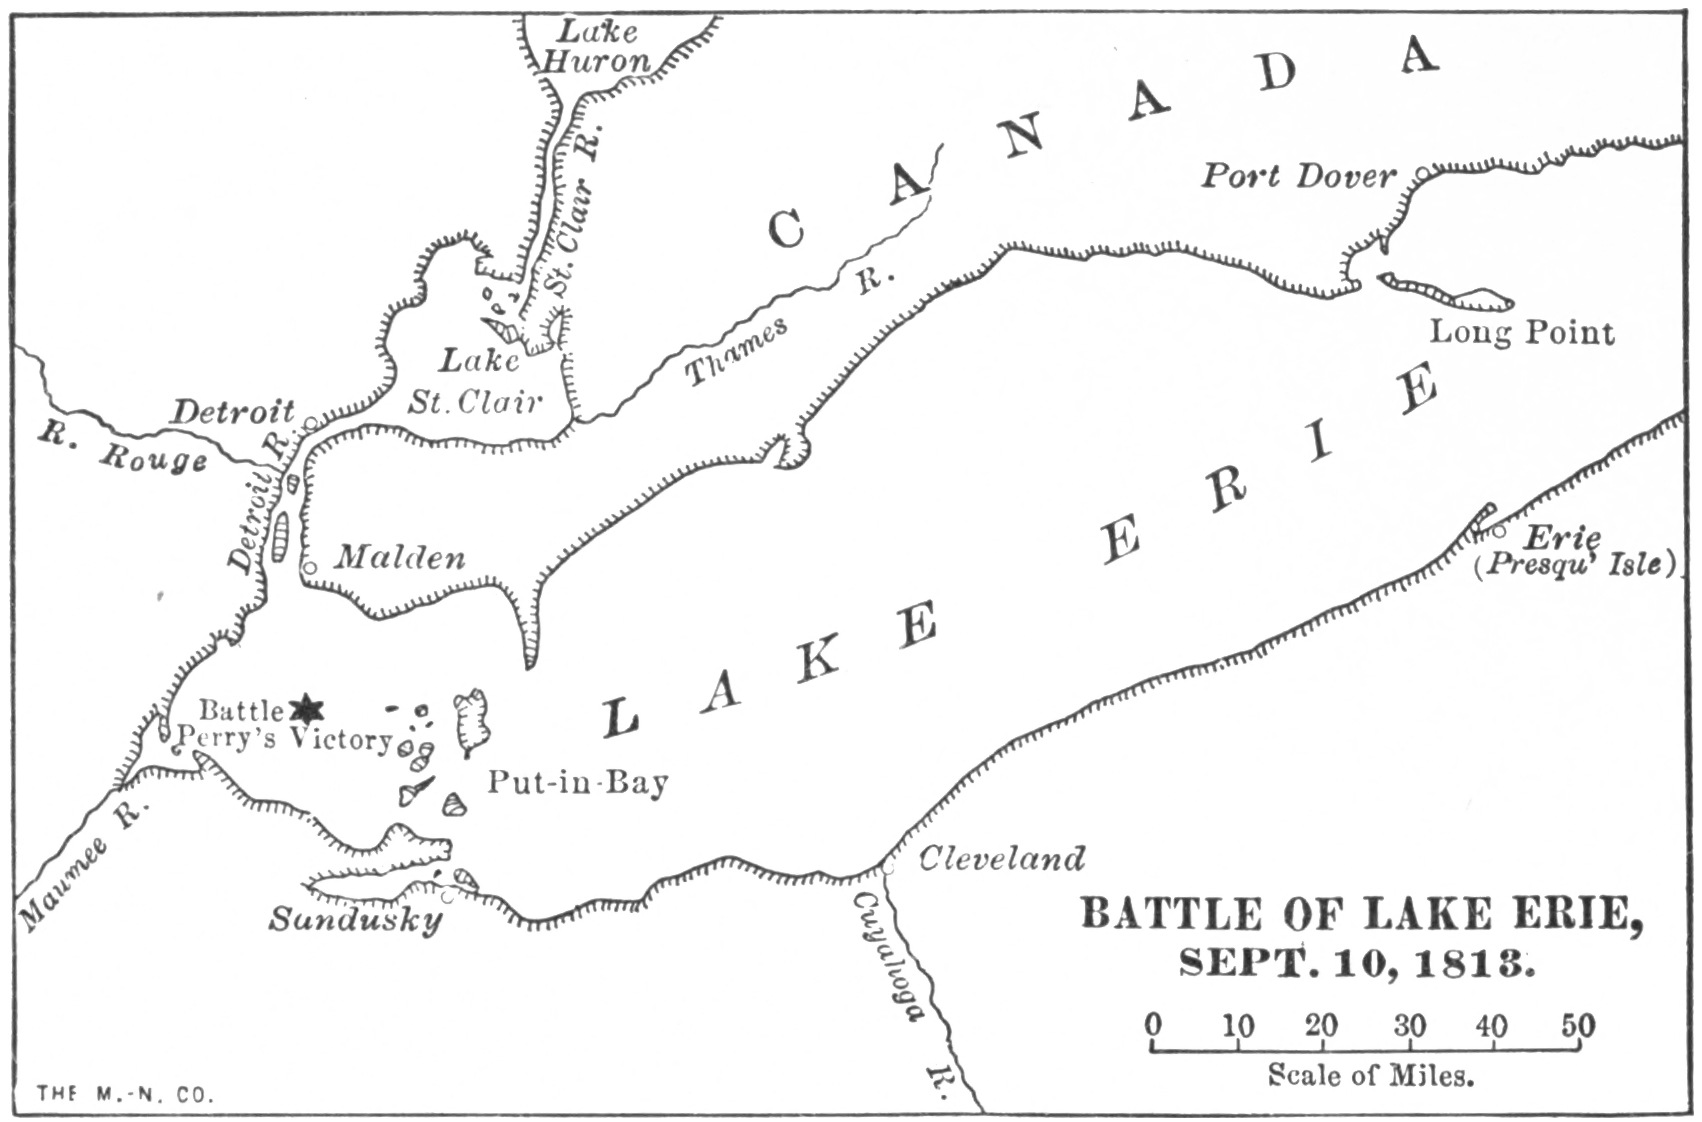 Lake
Huron
St. Clair R.
CANADA
Port Dover
Long Point
Thames R.
Lake
St. Clair
Detroit
R. Rouge
Detroit R.
Malden
LAKE ERIE
Erie
(Presqu' Isle)
Battle
Perry's Victory
Put-in-Bay
Maumee R.
Sandusky
Cleveland
Cuyahoga R.
BATTLE OF LAKE ERIE,
SEPT. 10, 1813.
0 10 20 30 40 50
Scale of Miles.
THE M.-N. CO.